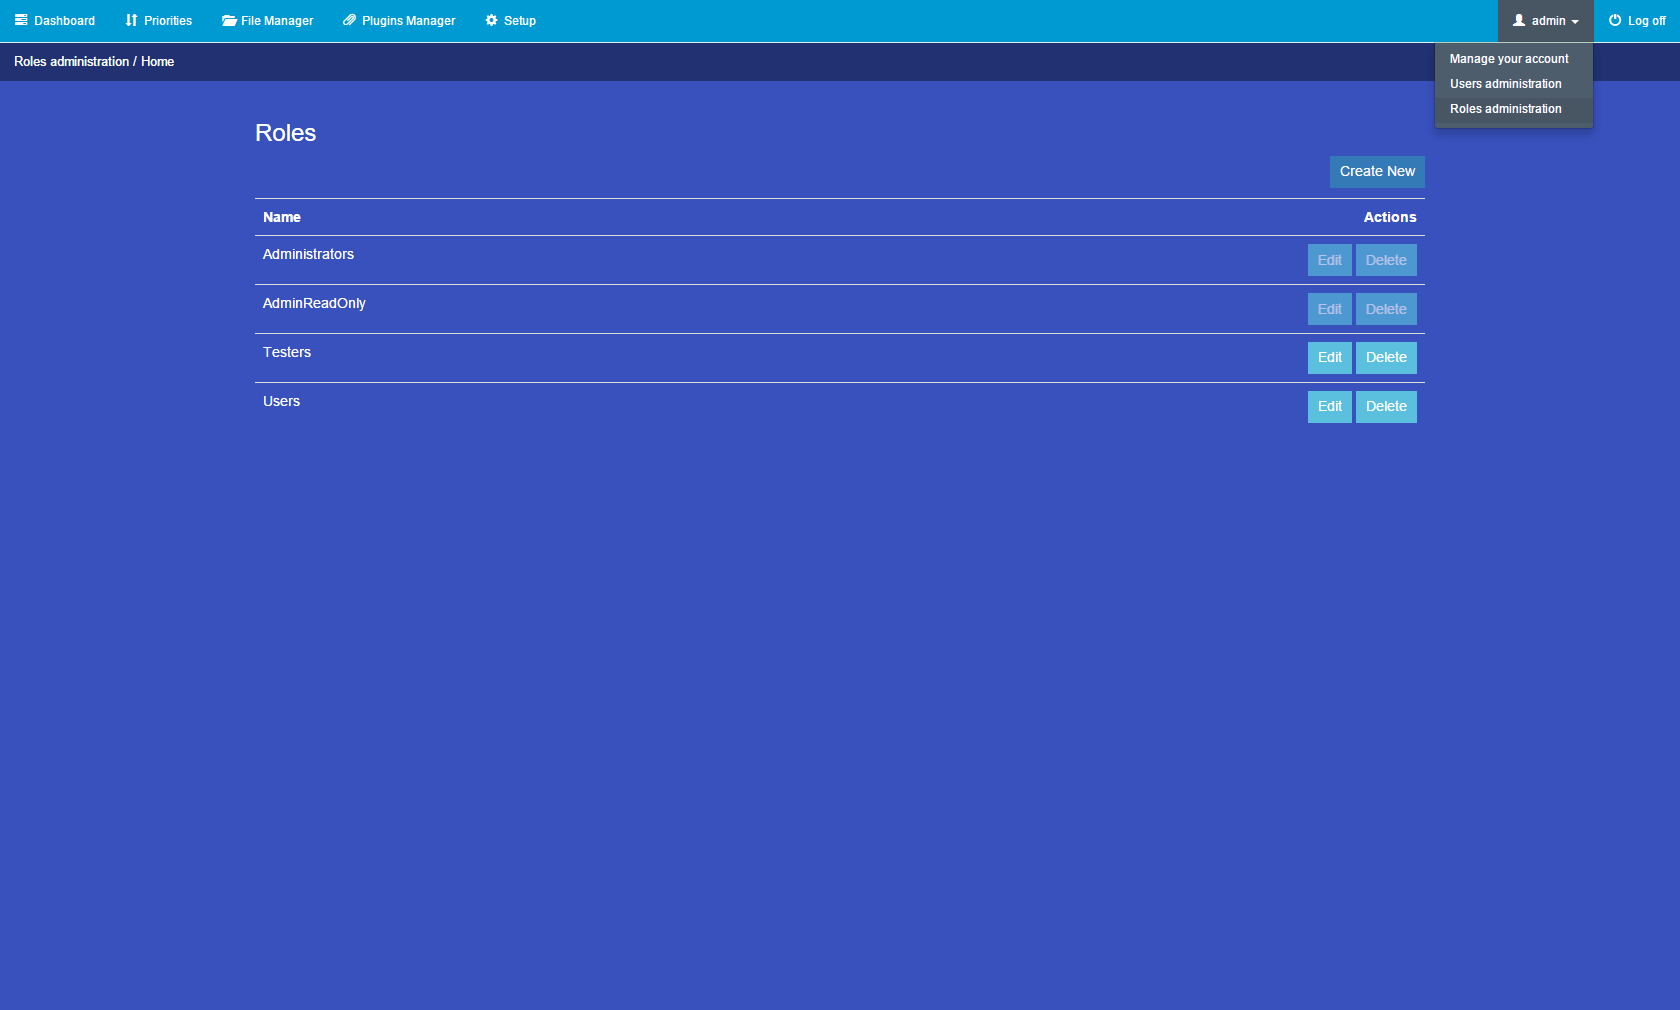 Dashboard Priorities File Manager Plugins Manager Setup admin Log off
Roles administration / Home
Manage your account
Users administration
Roles administration
Roles
Create New
Name Actions
Administrators Edit Delete
AdminReadOnly Edit Delete
Testers Edit Delete
Users Edit Delete